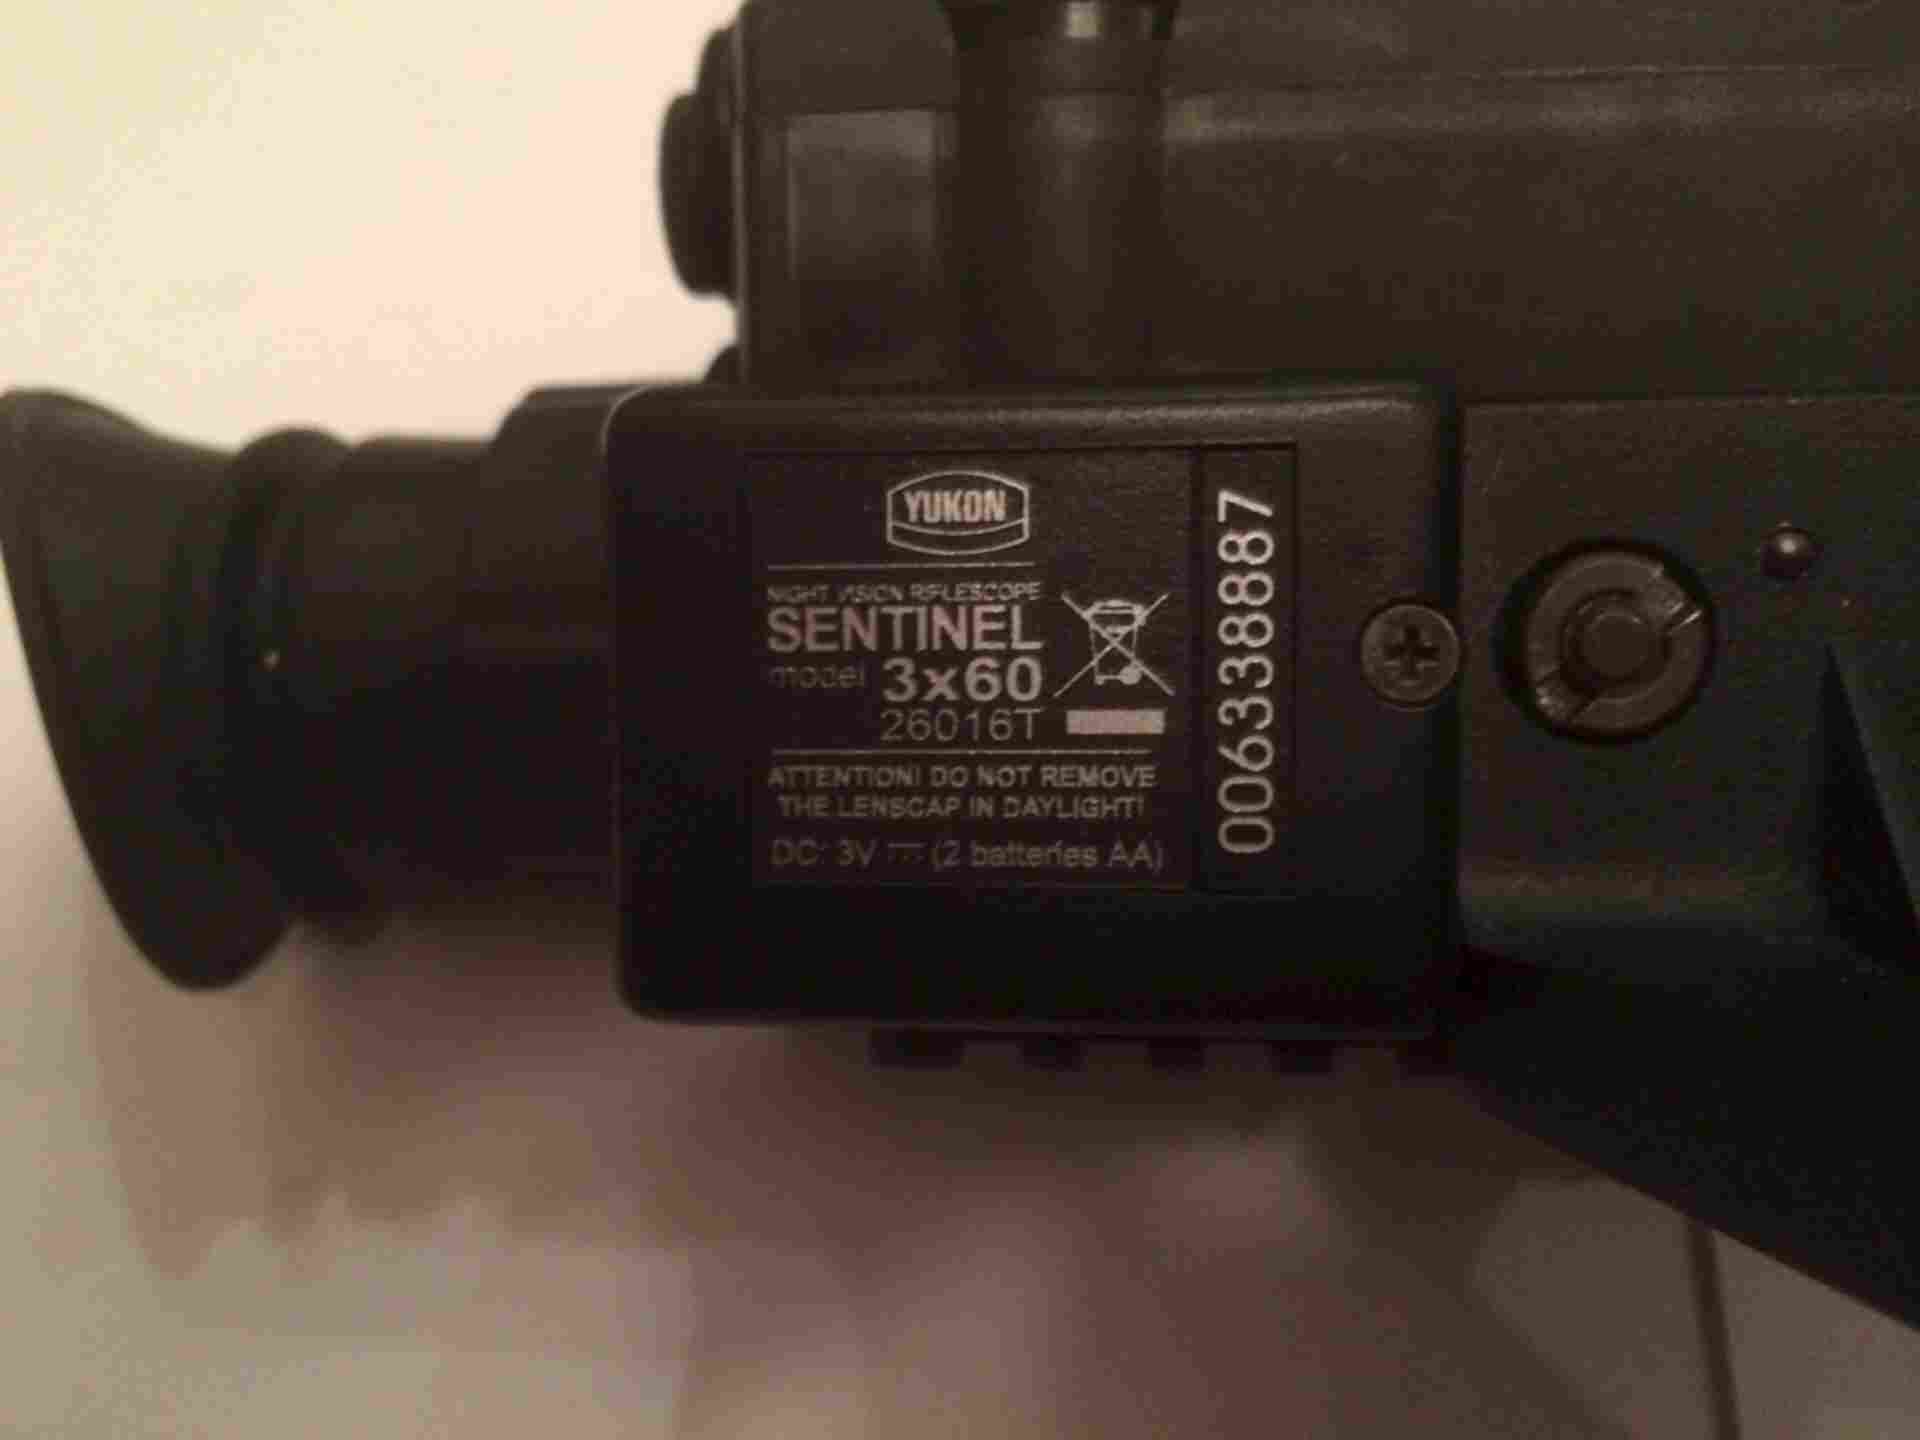 YUKON
NIGHT VISION RIFLESCOPE
SENTINEL
model 3x60
26016T
ATTENTION! DO NOT REMOVE
THE LENSCAP IN DAYLIGHT!
DC: 3V ⎓ (2 batteries AA)
00633887